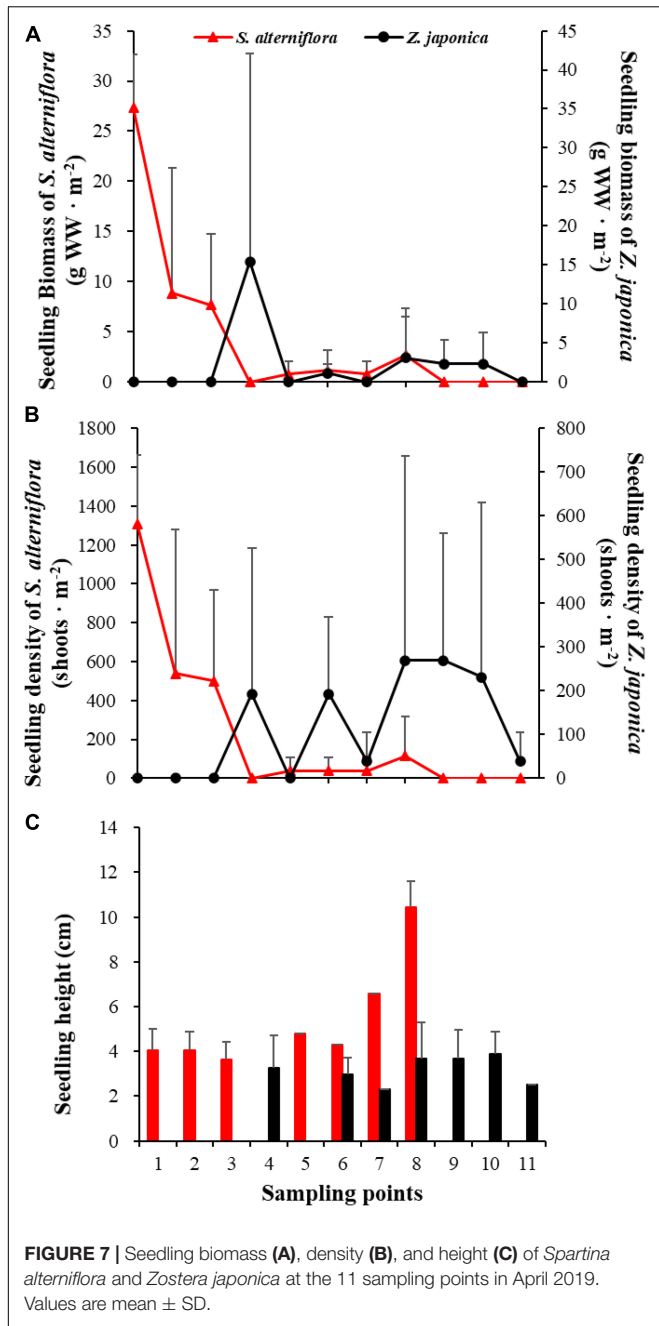 A
S. alterniflora
Z. japonica
Seedling Biomass of S. alterniflora
(g WW · m⁻²)
35
30
25
20
15
10
5
0
45
40
35
30
25
20
15
10
5
0
Seedling biomass of Z. japonica
(g WW · m⁻²)
B
Seedling density of S. alterniflora
(shoots · m⁻²)
1800
1600
1400
1200
1000
800
600
400
200
0
800
700
600
500
400
300
200
100
0
Seedling density of Z. japonica
(shoots · m⁻²)
C
Seedling height (cm)
14
12
10
8
6
4
2
0
1 2 3 4 5 6 7 8 9 10 11
Sampling points
FIGURE 7 | Seedling biomass (A), density (B), and height (C) of Spartina
alterniflora and Zostera japonica at the 11 sampling points in April 2019.
Values are mean ± SD.